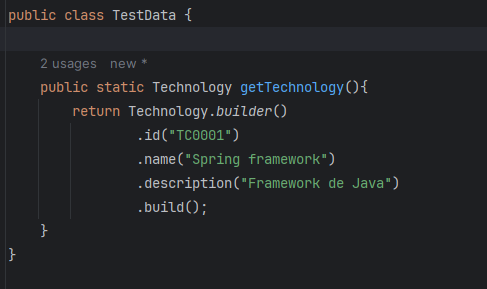 public class TestData {
2 usages new *
public static Technology getTechnology(){
return Technology.builder()
.id("TC0001")
.name("Spring framework")
.description("Framework de Java")
.build();
}
}